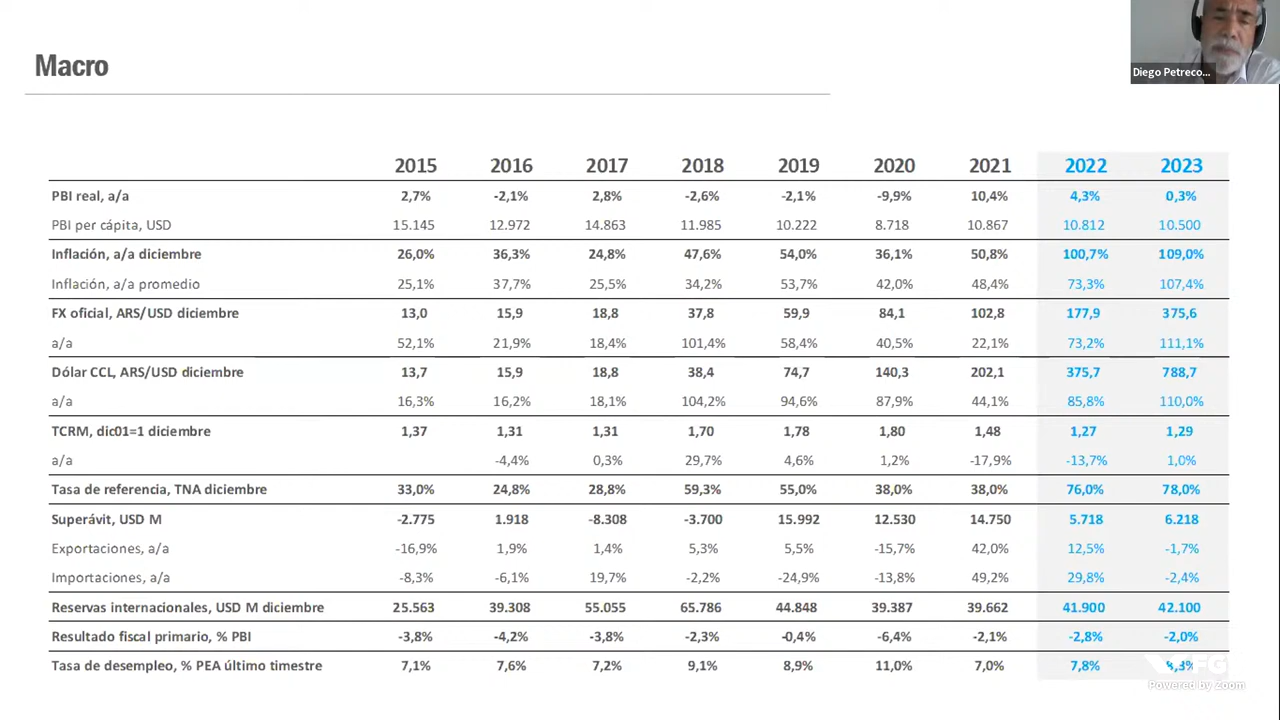 Macro
Diego Petreco...
2015 2016 2017 2018 2019 2020 2021 2022 2023
PBI real, a/a 2,7% -2,1% 2,8% -2,6% -2,1% -9,9% 10,4% 4,3% 0,3%
PBI per cápita, USD 15.145 12.972 14.863 11.985 10.222 8.718 10.867 10.812 10.500
Inflación, a/a diciembre 26,0% 36,3% 24,8% 47,6% 54,0% 36,1% 50,8% 100,7% 109,0%
Inflación, a/a promedio 25,1% 37,7% 25,5% 34,2% 53,7% 42,0% 48,4% 73,3% 107,4%
FX oficial, ARS/USD diciembre 13,0 15,9 18,8 37,8 59,9 84,1 102,8 177,9 375,6
a/a 52,1% 21,9% 18,4% 101,4% 58,4% 40,5% 22,1% 73,2% 111,1%
Dólar CCL, ARS/USD diciembre 13,7 15,9 18,8 38,4 74,7 140,3 202,1 375,7 788,7
a/a 16,3% 16,2% 18,1% 104,2% 94,6% 87,9% 44,1% 85,8% 110,0%
TCRM, dic01=1 diciembre 1,37 1,31 1,31 1,70 1,78 1,80 1,48 1,27 1,29
a/a -4,4% 0,3% 29,7% 4,6% 1,2% -17,9% -13,7% 1,0%
Tasa de referencia, TNA diciembre 33,0% 24,8% 28,8% 59,3% 55,0% 38,0% 38,0% 76,0% 78,0%
Superávit, USD M -2.775 1.918 -8.308 -3.700 15.992 12.530 14.750 5.718 6.218
Exportaciones, a/a -16,9% 1,9% 1,4% 5,3% 5,5% -15,7% 42,0% 12,5% -1,7%
Importaciones, a/a -8,3% -6,1% 19,7% -2,2% -24,9% -13,8% 49,2% 29,8% -2,4%
Reservas internacionales, USD M diciembre 25.563 39.308 55.055 65.786 44.848 39.387 39.662 41.900 42.100
Resultado fiscal primario, % PBI -3,8% -4,2% -3,8% -2,3% -0,4% -6,4% -2,1% -2,8% -2,0%
Tasa de desempleo, % PEA último trimestre 7,1% 7,6% 7,2% 9,1% 8,9% 11,0% 7,0% 7,8%
Powered by Zoom